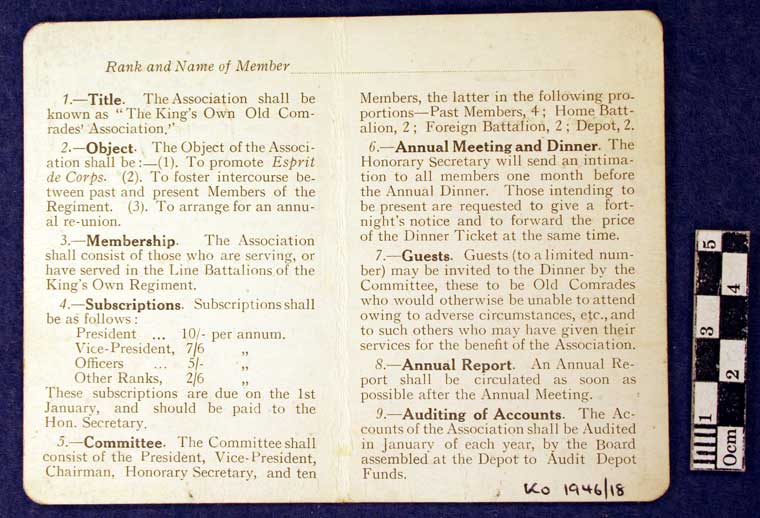 Rank and Name of Member
1.—Title. The Association shall be
known as "The King's Own Old Com-
rades' Association."
2.—Object. The Object of the Associ-
ation shall be:—(1). To promote Esprit
de Corps. (2). To foster intercourse be-
tween past and present Members of the
Regiment. (3). To arrange for an annu-
al re-union.
3.—Membership. The Association
shall consist of those who are serving, or
have served in the Line Battalions of the
King's Own Regiment.
4.—Subscriptions. Subscriptions shall
be as follows:
President ... 10/- per annum.
Vice-President, 7/6 „
Officers ... 5/- „
Other Ranks, 2/6 „
These subscriptions are due on the 1st
January, and should be paid to the
Hon. Secretary.
5.—Committee. The Committee shall
consist of the President, Vice-President,
Chairman, Honorary Secretary, and ten
Members, the latter in the following pro-
portions—Past Members, 4; Home Batt-
alion, 2; Foreign Battalion, 2; Depot, 2.
6.—Annual Meeting and Dinner. The
Honorary Secretary will send an intima-
tion to all members one month before
the Annual Dinner. Those intending to
be present are requested to give a fort-
night's notice and to forward the price
of the Dinner Ticket at the same time.
7.—Guests. Guests (to a limited num-
ber) may be invited to the Dinner by the
Committee, these to be Old Comrades
who would otherwise be unable to attend
owing to adverse circumstances, etc., and
to such others who may have given their
services for the benefit of the Association.
8.—Annual Report. An Annual Re-
port shall be circulated as soon as
possible after the Annual Meeting.
9.—Auditing of Accounts. The Ac-
counts of the Association shall be Audited
in January of each year, by the Board
assembled at the Depot to Audit Depot
Funds.
KO 1946/18
5
4
3
2
1
0cm